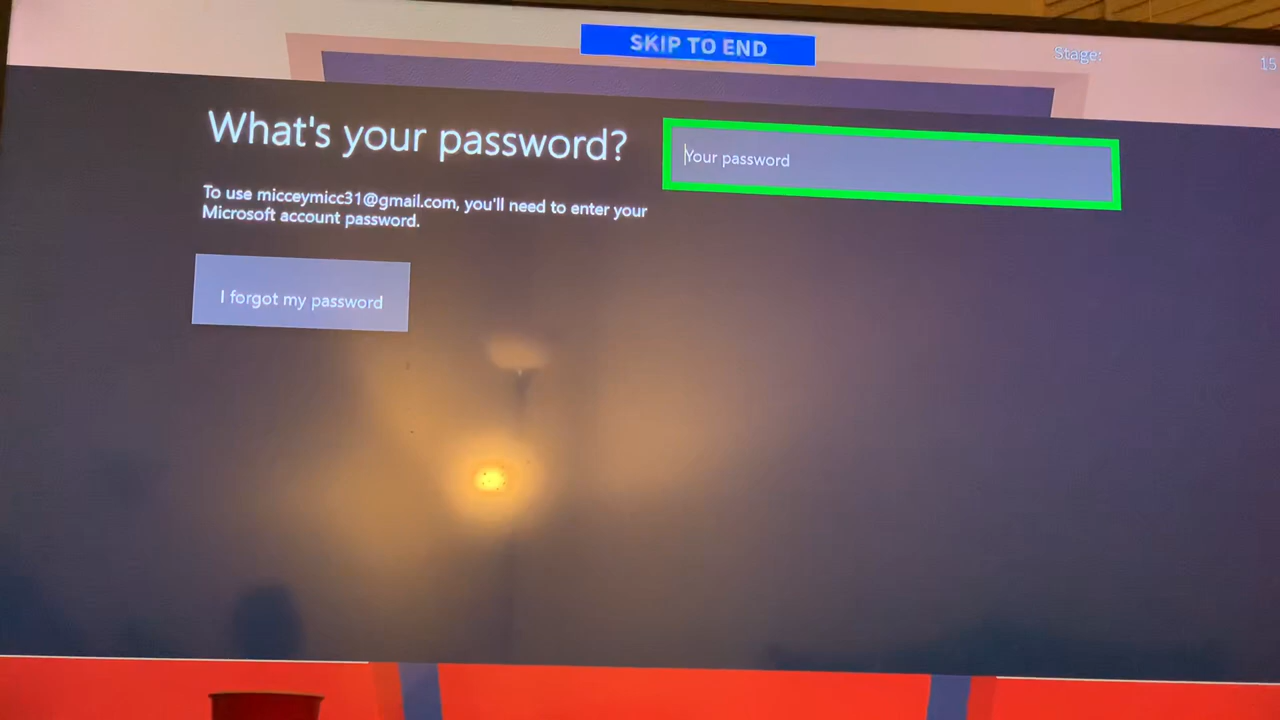 SKIP TO END
Stage:
15
What's your password?
Your password
To use micceymicc31@gmail.com, you'll need to enter your
Microsoft account password.
I forgot my password